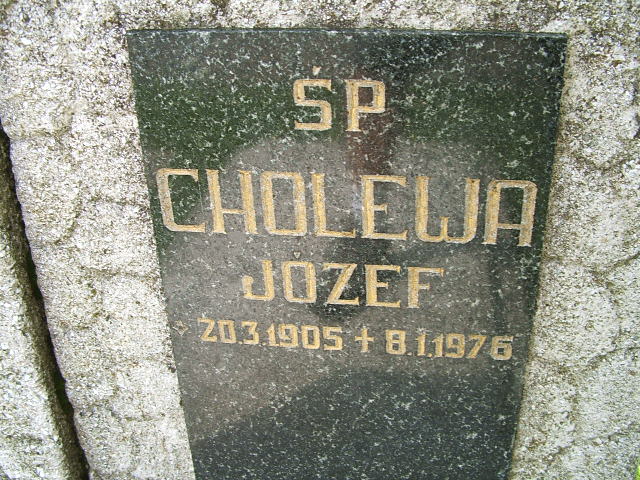 ŚP
CHOLEWA
JÓZEF
* 20.3.1905 + 8.1.1976